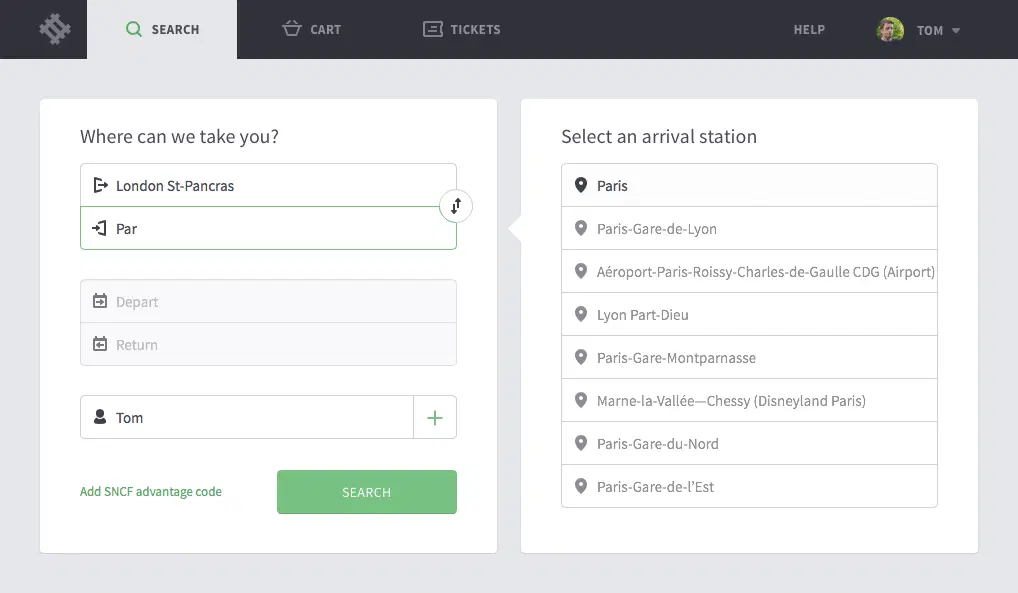 SEARCH
CART
TICKETS
HELP
TOM
Where can we take you?
London St-Pancras
Par
Depart
Return
Tom
Add SNCF advantage code
SEARCH
Select an arrival station
Paris
Paris-Gare-de-Lyon
Aéroport-Paris-Roissy-Charles-de-Gaulle CDG (Airport)
Lyon Part-Dieu
Paris-Gare-Montparnasse
Marne-la-Vallée—Chessy (Disneyland Paris)
Paris-Gare-du-Nord
Paris-Gare-de-l’Est